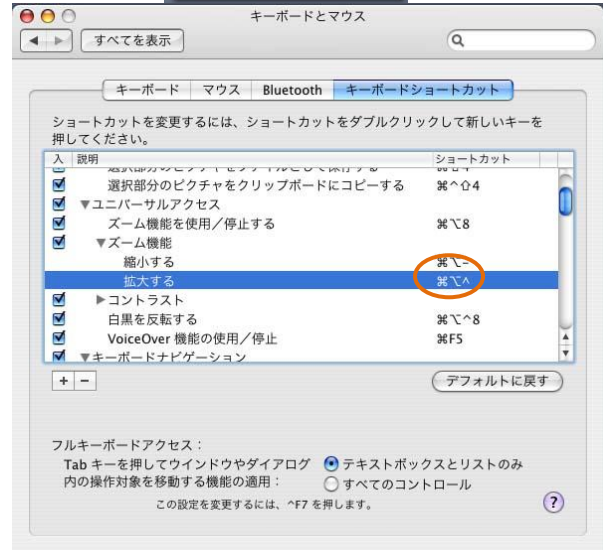 キーボードとマウス
すべてを表示
キーボード マウス Bluetooth キーボードショートカット
ショートカットを変更するには、ショートカットをダブルクリックして新しいキーを
押してください。
入 説明 ショートカット
選択部分のピクチャをクリップボードにコピーする ⌘^⇧4
▼ユニバーサルアクセス
ズーム機能を使用／停止する ⌘⌥8
▼ズーム機能
縮小する ⌘⌥-
拡大する ⌘⌥^
▶コントラスト
白黒を反転する ⌘⌥^8
VoiceOver 機能の使用／停止 ⌘F5
▼キーボードナビゲーション
+ − デフォルトに戻す
フルキーボードアクセス：
Tab キーを押してウインドウやダイアログ テキストボックスとリストのみ
内の操作対象を移動する機能の適用： すべてのコントロール
この設定を変更するには、^F7 を押します。 ?